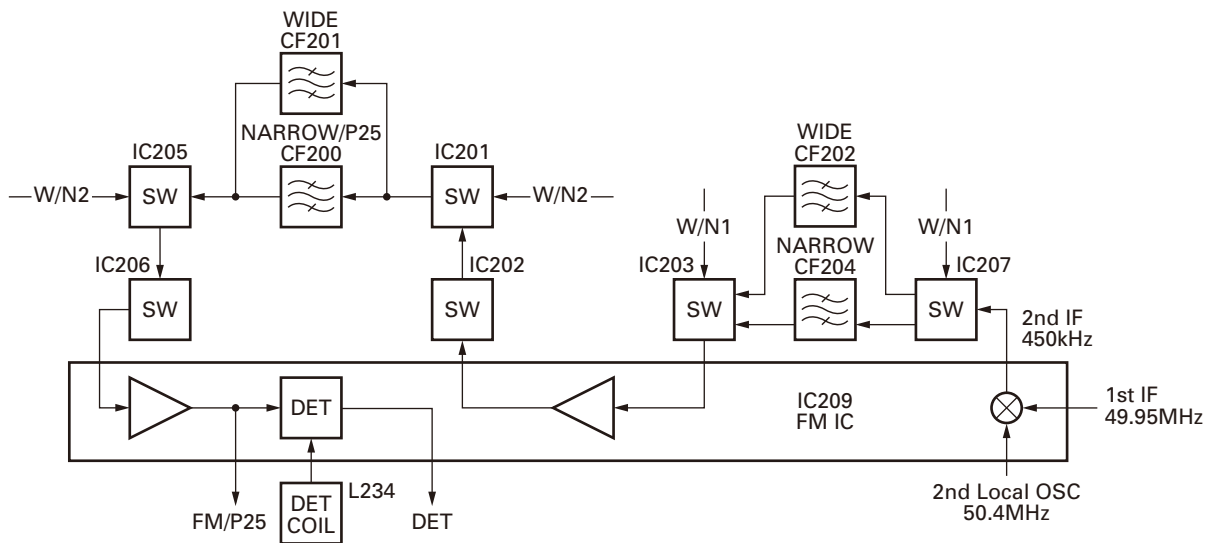 WIDE
CF201
NARROW/P25
CF200
IC205
SW
W/N2
IC201
SW
W/N2
IC206
SW
IC202
SW
WIDE
CF202
W/N1
W/N1
NARROW
CF204
IC203
SW
IC207
SW
2nd IF
450kHz
DET
IC209
FM IC
1st IF
49.95MHz
L234
DET
COIL
FM/P25
DET
2nd Local OSC
50.4MHz